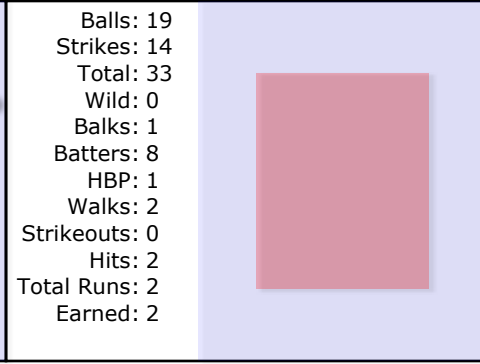 Balls: 19
Strikes: 14
Total: 33
Wild: 0
Balks: 1
Batters: 8
HBP: 1
Walks: 2
Strikeouts: 0
Hits: 2
Total Runs: 2
Earned: 2